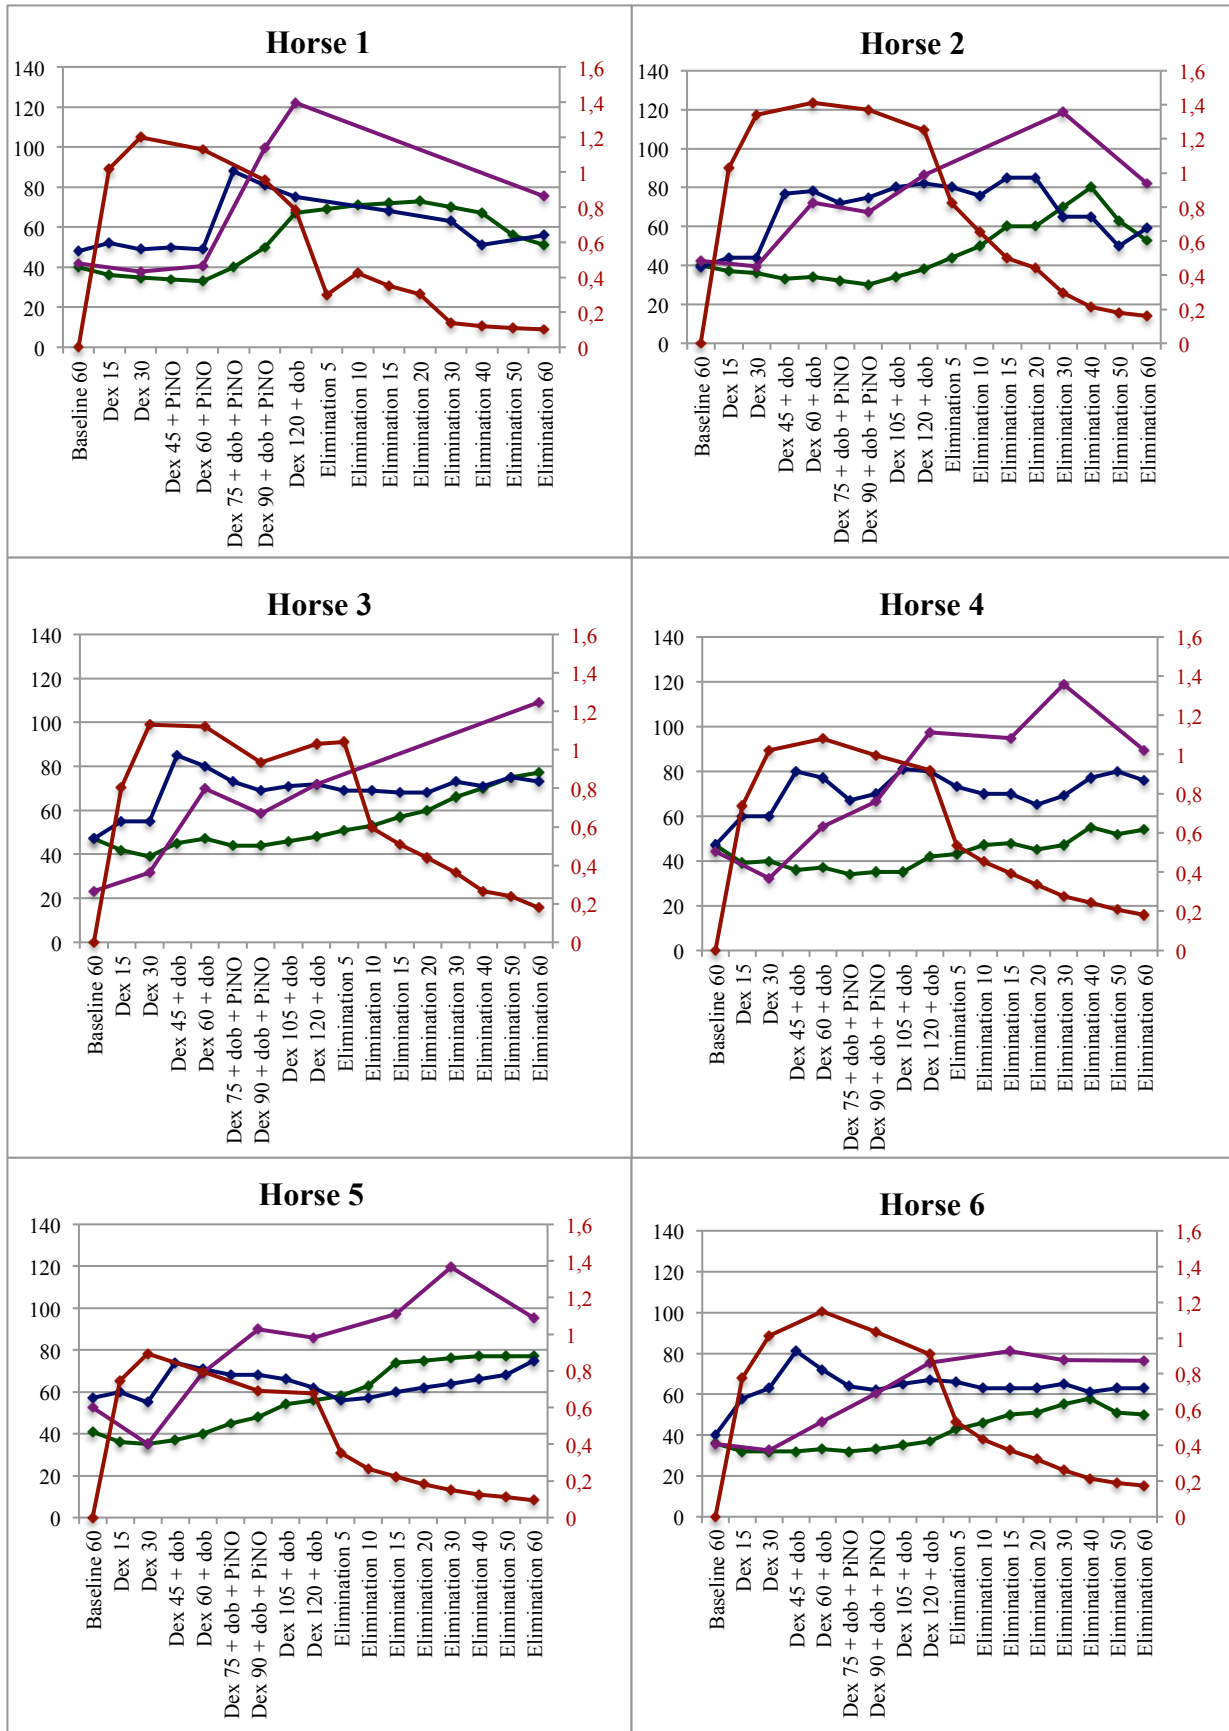 Horse 1
140
120
100
80
60
40
20
0
1,6
1,4
1,2
1
0,8
0,6
0,4
0,2
0
Baseline 60
Dex 15
Dex 30
Dex 45 + PiNO
Dex 60 + PiNO
Dex 75 + dob + PiNO
Dex 90 + dob + PiNO
Dex 120 + dob
Elimination 5
Elimination 10
Elimination 15
Elimination 20
Elimination 30
Elimination 40
Elimination 50
Elimination 60
Horse 2
140
120
100
80
60
40
20
0
1,6
1,4
1,2
1
0,8
0,6
0,4
0,2
0
Baseline 60
Dex 15
Dex 30
Dex 45 + dob
Dex 60 + dob
Dex 75 + dob + PiNO
Dex 90 + dob + PiNO
Dex 105 + dob
Dex 120 + dob
Elimination 5
Elimination 10
Elimination 15
Elimination 20
Elimination 30
Elimination 40
Elimination 50
Elimination 60
Horse 3
140
120
100
80
60
40
20
0
1,6
1,4
1,2
1
0,8
0,6
0,4
0,2
0
Baseline 60
Dex 15
Dex 30
Dex 45 + dob
Dex 60 + dob
Dex 75 + dob + PiNO
Dex 90 + dob + PiNO
Dex 105 + dob
Dex 120 + dob
Elimination 5
Elimination 10
Elimination 15
Elimination 20
Elimination 30
Elimination 40
Elimination 50
Elimination 60
Horse 4
140
120
100
80
60
40
20
0
1,6
1,4
1,2
1
0,8
0,6
0,4
0,2
0
Baseline 60
Dex 15
Dex 30
Dex 45 + dob
Dex 60 + dob
Dex 75 + dob + PiNO
Dex 90 + dob + PiNO
Dex 105 + dob
Dex 120 + dob
Elimination 5
Elimination 10
Elimination 15
Elimination 20
Elimination 30
Elimination 40
Elimination 50
Elimination 60
Horse 5
140
120
100
80
60
40
20
0
1,6
1,4
1,2
1
0,8
0,6
0,4
0,2
0
Baseline 60
Dex 15
Dex 30
Dex 45 + dob
Dex 60 + dob
Dex 75 + dob + PiNO
Dex 90 + dob + PiNO
Dex 105 + dob
Dex 120 + dob
Elimination 5
Elimination 10
Elimination 15
Elimination 20
Elimination 30
Elimination 40
Elimination 50
Elimination 60
Horse 6
140
120
100
80
60
40
20
0
1,6
1,4
1,2
1
0,8
0,6
0,4
0,2
0
Baseline 60
Dex 15
Dex 30
Dex 45 + dob
Dex 60 + dob
Dex 75 + dob + PiNO
Dex 90 + dob + PiNO
Dex 105 + dob
Dex 120 + dob
Elimination 5
Elimination 10
Elimination 15
Elimination 20
Elimination 30
Elimination 40
Elimination 50
Elimination 60